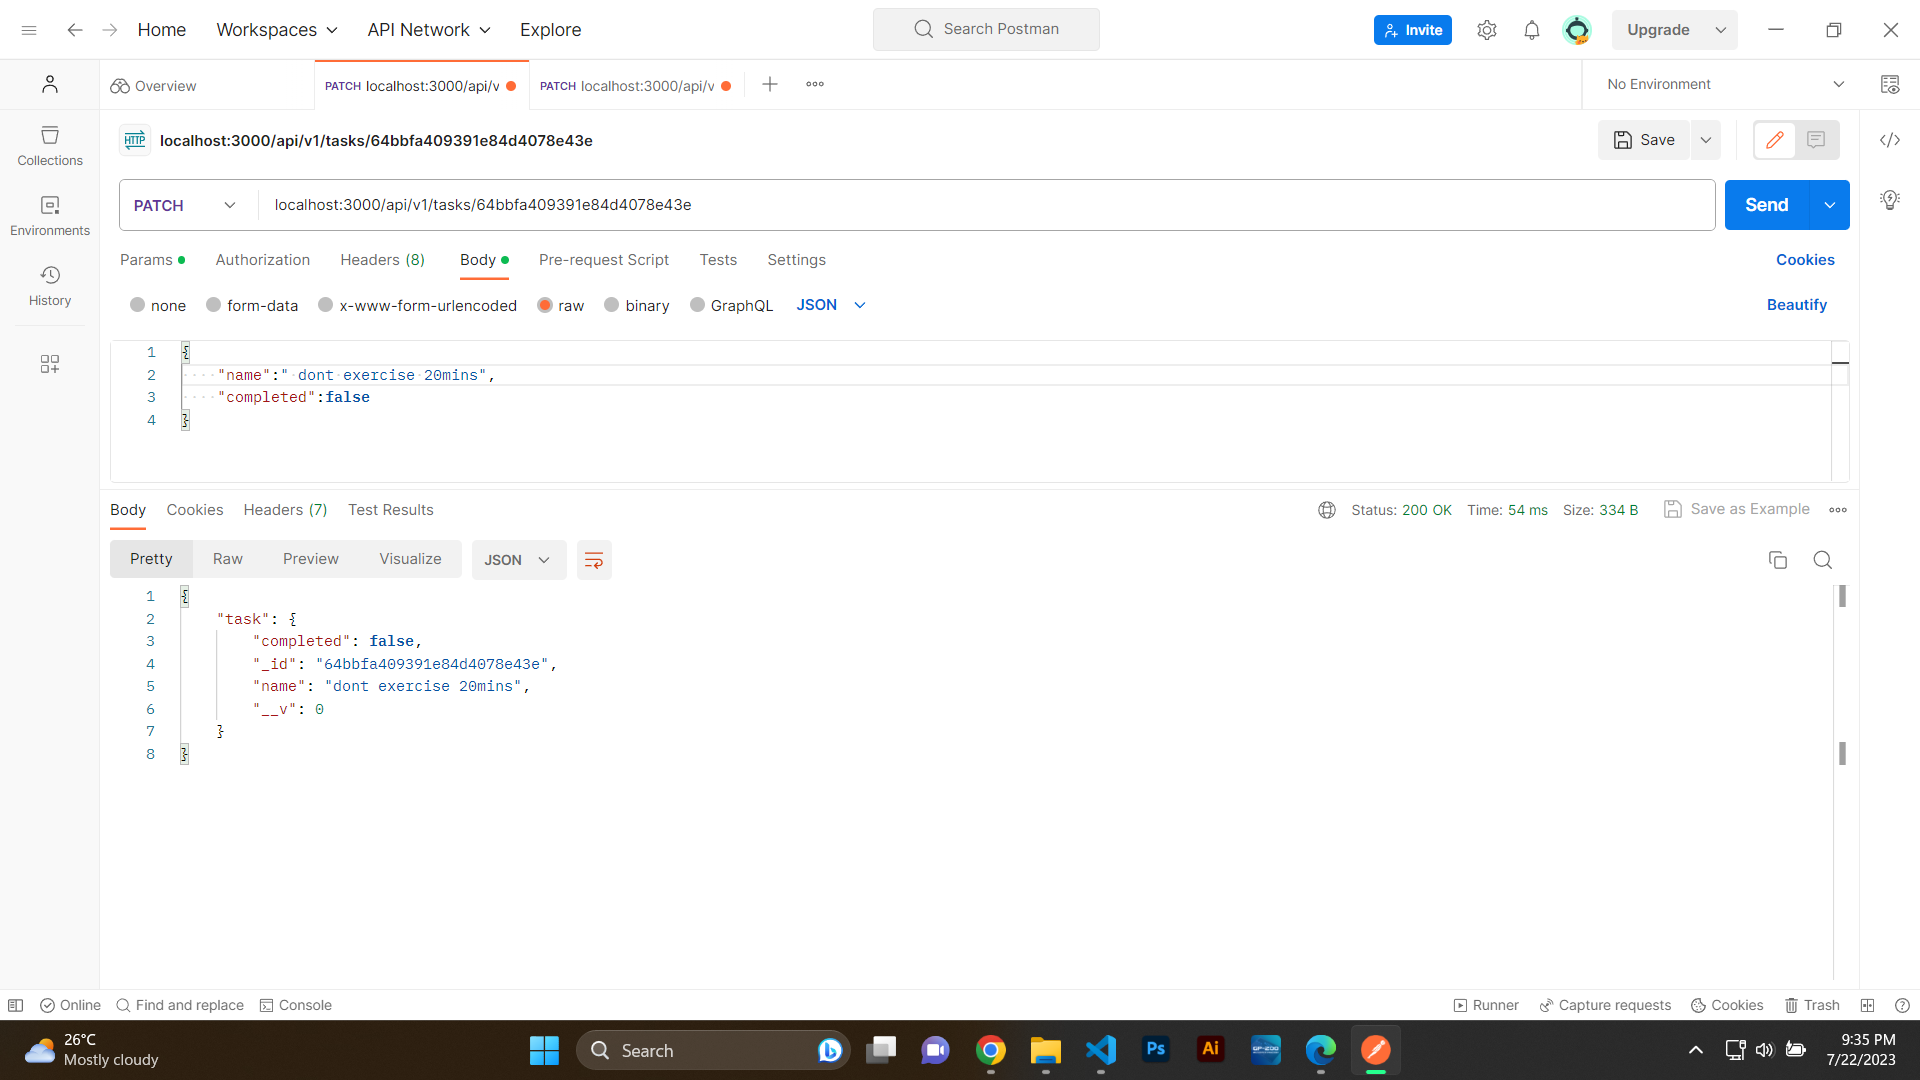 Home Workspaces API Network Explore Search Postman Invite Upgrade
Overview PATCH localhost:3000/api/v PATCH localhost:3000/api/v No Environment
HTTP localhost:3000/api/v1/tasks/64bbfa409391e84d4078e43e Save
Collections
PATCH localhost:3000/api/v1/tasks/64bbfa409391e84d4078e43e Send
Environments
Params Authorization Headers (8) Body Pre-request Script Tests Settings Cookies
History
none form-data x-www-form-urlencoded raw binary GraphQL JSON Beautify
1 {
2 "name":" dont exercise 20mins",
3 "completed":false
4 }
Body Cookies Headers (7) Test Results Status: 200 OK Time: 54 ms Size: 334 B Save as Example
Pretty Raw Preview Visualize JSON
1 {
2 "task": {
3 "completed": false,
4 "_id": "64bbfa409391e84d4078e43e",
5 "name": "dont exercise 20mins",
6 "__v": 0
7 }
8 }
Online Find and replace Console Runner Capture requests Cookies Trash
26°C
Mostly cloudy
Search
Ps
Ai
9:35 PM
7/22/2023